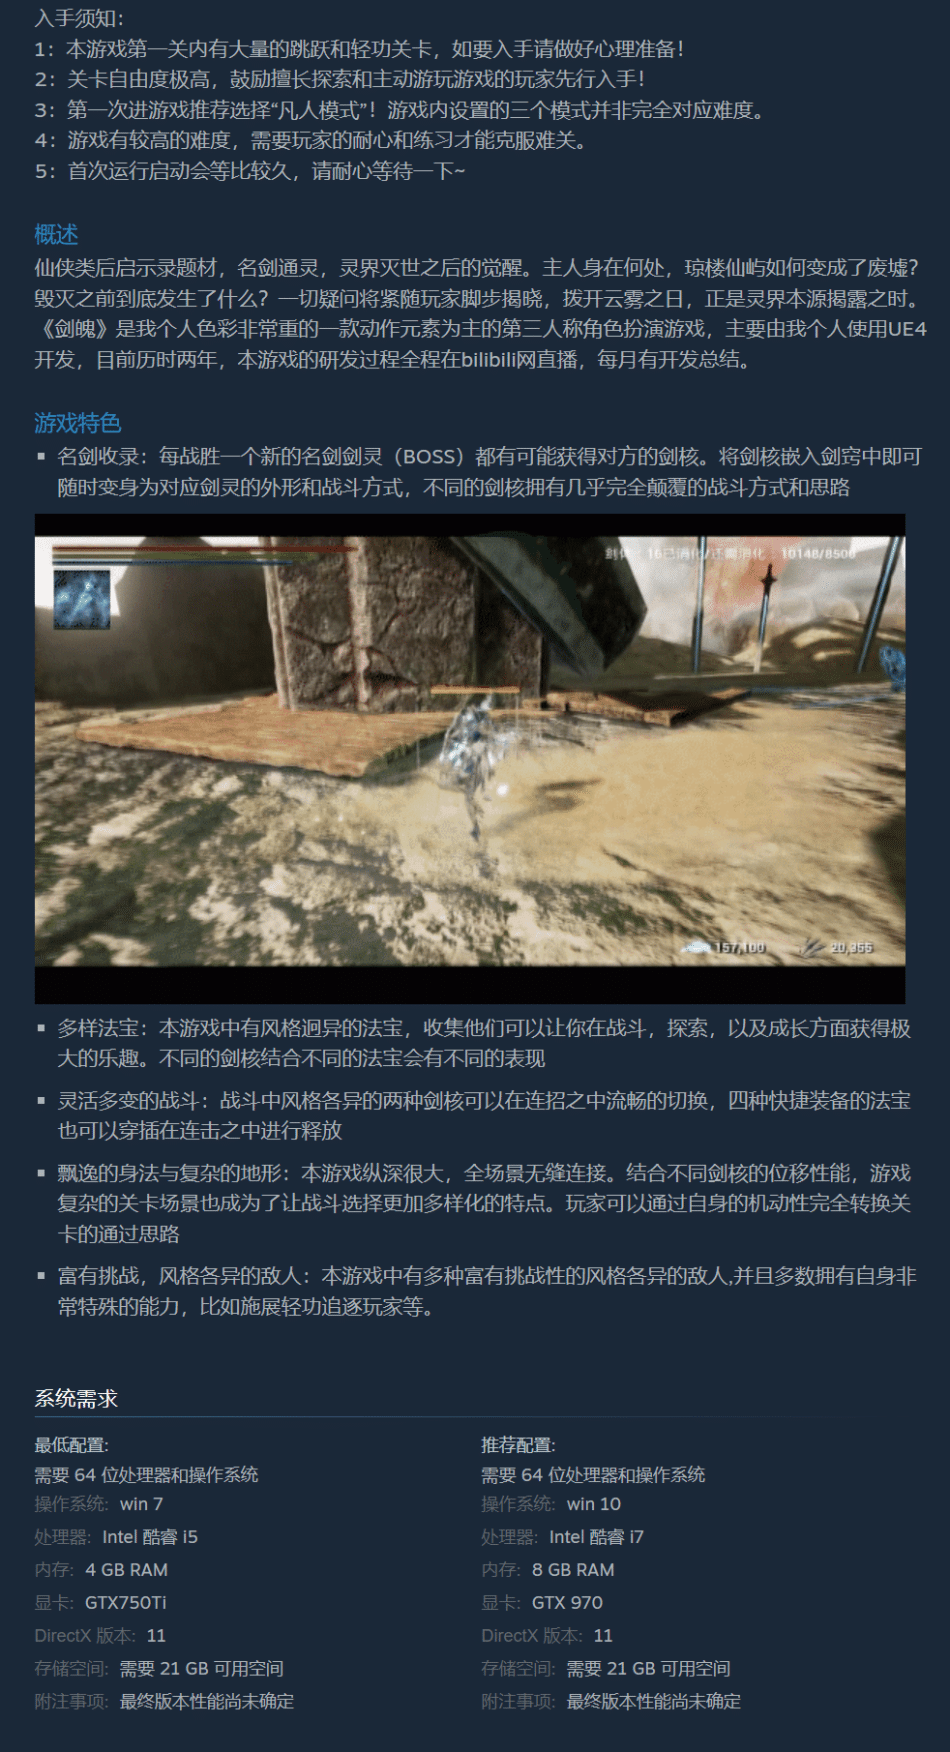 入手须知：
1：本游戏第一关内有大量的跳跃和轻功关卡，如要入手请做好心理准备！
2：关卡自由度极高，鼓励擅长探索和主动游玩游戏的玩家先行入手！
3：第一次进游戏推荐选择“凡人模式”！游戏内设置的三个模式并非完全对应难度。
4：游戏有较高的难度，需要玩家的耐心和练习才能克服难关。
5：首次运行启动会等比较久，请耐心等待一下~
概述
仙侠类后启示录题材，名剑通灵，灵界灭世之后的觉醒。主人身在何处，琼楼仙屿如何变成了废墟？
毁灭之前到底发生了什么？一切疑问将紧随玩家脚步揭晓，拨开云雾之日，正是灵界本源揭露之时。
《剑魄》是我个人色彩非常重的一款动作元素为主的第三人称角色扮演游戏，主要由我个人使用UE4
开发，目前历时两年，本游戏的研发过程全程在bilibili网直播，每月有开发总结。
游戏特色
名剑收录：每战胜一个新的名剑剑灵（BOSS）都有可能获得对方的剑核。将剑核嵌入剑窍中即可
随时变身为对应剑灵的外形和战斗方式，不同的剑核拥有几乎完全颠覆的战斗方式和思路
16已消化/还需消化：10148/8506
157,100
20,355
多样法宝：本游戏中有风格迥异的法宝，收集他们可以让你在战斗，探索，以及成长方面获得极
大的乐趣。不同的剑核结合不同的法宝会有不同的表现
灵活多变的战斗：战斗中风格各异的两种剑核可以在连招之中流畅的切换，四种快捷装备的法宝
也可以穿插在连击之中进行释放
飘逸的身法与复杂的地形：本游戏纵深很大，全场景无缝连接。结合不同剑核的位移性能，游戏
复杂的关卡场景也成为了让战斗选择更加多样化的特点。玩家可以通过自身的机动性完全转换关
卡的通过思路
富有挑战，风格各异的敌人：本游戏中有多种富有挑战性的风格各异的敌人,并且多数拥有自身非
常特殊的能力，比如施展轻功追逐玩家等。
系统需求
最低配置:
需要 64 位处理器和操作系统
操作系统: win 7
处理器: Intel 酷睿 i5
内存: 4 GB RAM
显卡: GTX750Ti
DirectX 版本: 11
存储空间: 需要 21 GB 可用空间
附注事项: 最终版本性能尚未确定
推荐配置:
需要 64 位处理器和操作系统
操作系统: win 10
处理器: Intel 酷睿 i7
内存: 8 GB RAM
显卡: GTX 970
DirectX 版本: 11
存储空间: 需要 21 GB 可用空间
附注事项: 最终版本性能尚未确定